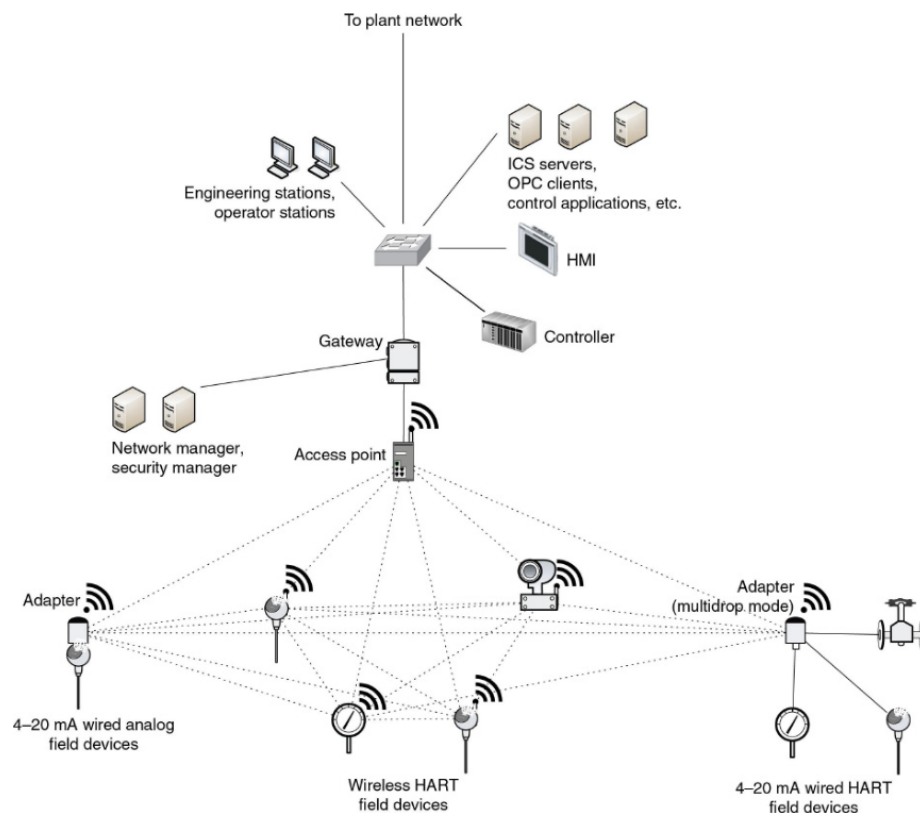 To plant network
ICS servers,
OPC clients,
control applications, etc.
Engineering stations,
operator stations
HMI
Controller
Gateway
Network manager,
security manager
Access point
Adapter
Adapter
(multidrop mode)
4–20 mA wired analog
field devices
Wireless HART
field devices
4–20 mA wired HART
field devices